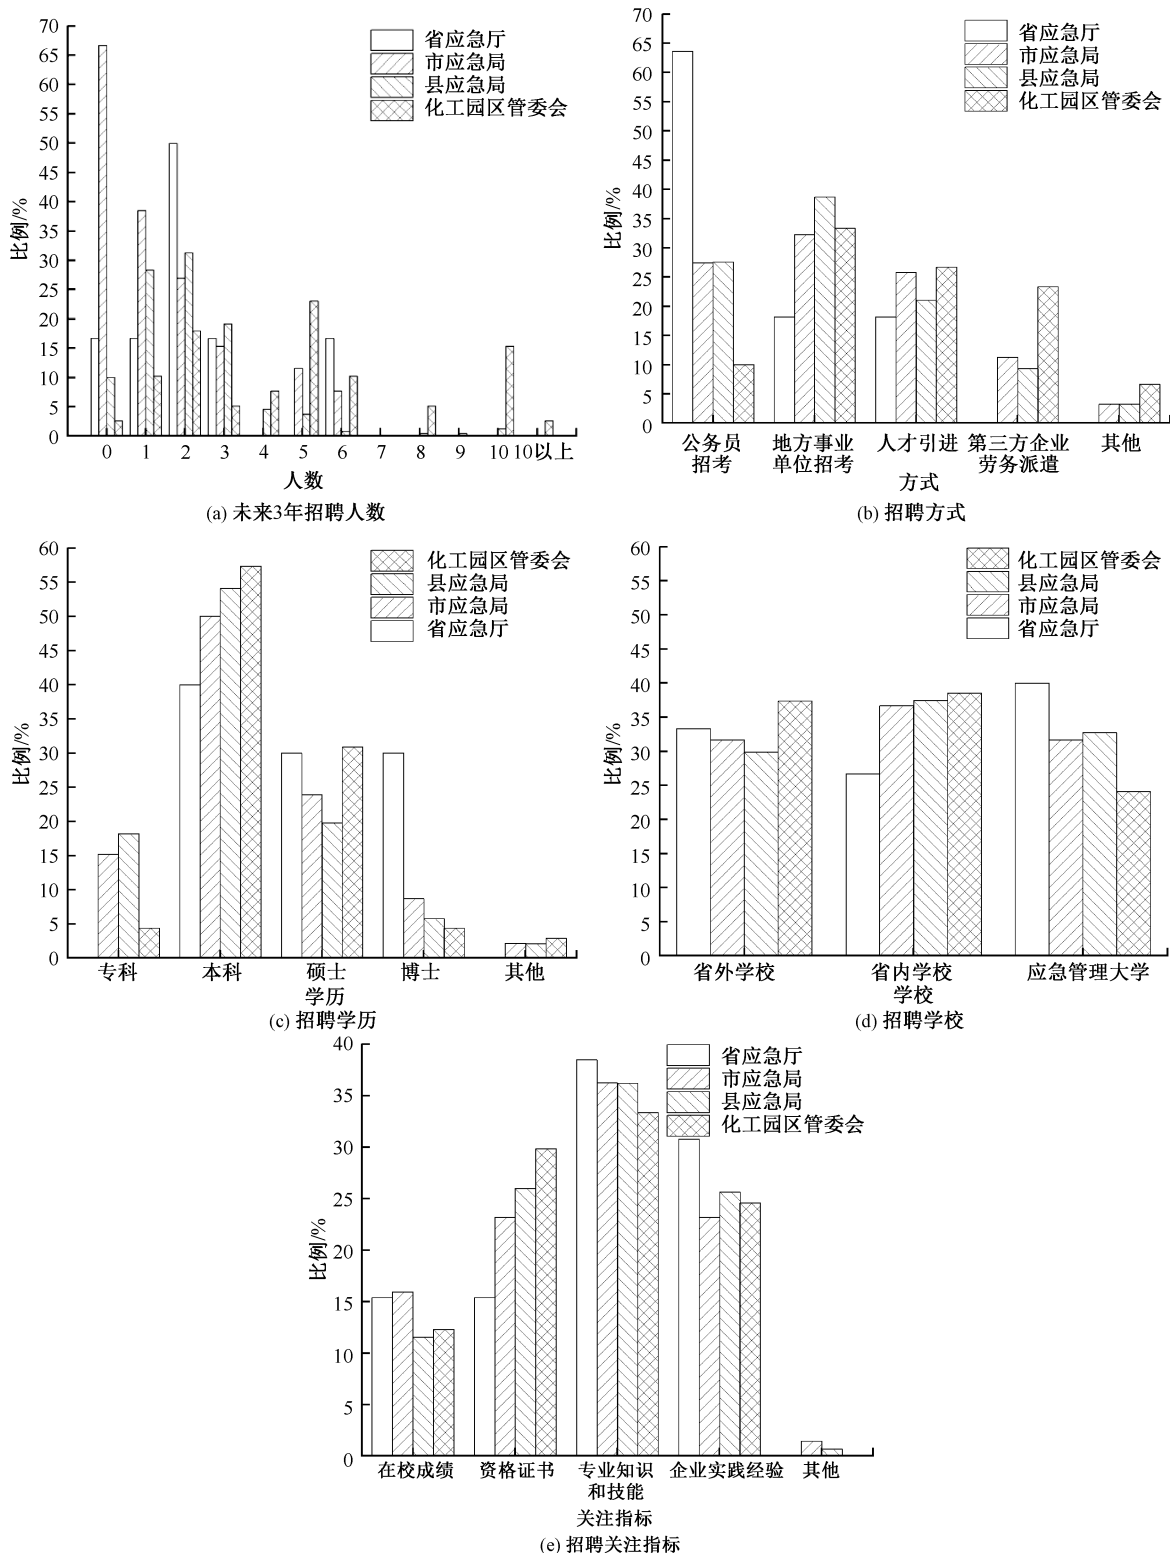 70
65
60
55
50
45
40
35
30
25
20
15
10
5
0
比例/%
省应急厅
市应急局
县应急局
化工园区管委会
0 1 2 3 4 5 6 7 8 9 10 10以上
人数
(a) 未来3年招聘人数
70
65
60
55
50
45
40
35
30
25
20
15
10
5
0
比例/%
省应急厅
市应急局
县应急局
化工园区管委会
公务员 地方事业 人才引进 第三方企业 其他
招考 单位招考 劳务派遣
方式
(b) 招聘方式
60
55
50
45
40
35
30
25
20
15
10
5
0
比例/%
化工园区管委会
县应急局
市应急局
省应急厅
专科 本科 硕士 博士 其他
学历
(c) 招聘学历
60
55
50
45
40
35
30
25
20
15
10
5
0
比例/%
化工园区管委会
县应急局
市应急局
省应急厅
省外学校 省内学校 应急管理大学
学校
(d) 招聘学校
40
35
30
25
20
15
10
5
0
比例/%
省应急厅
市应急局
县应急局
化工园区管委会
在校成绩 资格证书 专业知识 企业实践经验 其他
和技能
关注指标
(e) 招聘关注指标